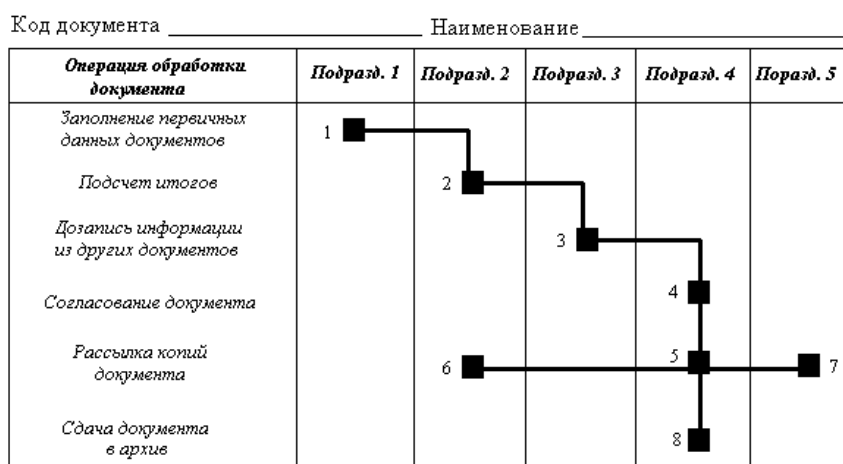 Код документа Наименование
Операция обработки документа Подразд. 1 Подразд. 2 Подразд. 3 Подразд. 4 Поразд. 5
Заполнение первичных
данных документов
1
Подсчет итогов
2
Дозапись информации
из других документов
3
Согласование документа
4
Рассылка копий
документа
6
5
7
Сдача документа
в архив
8